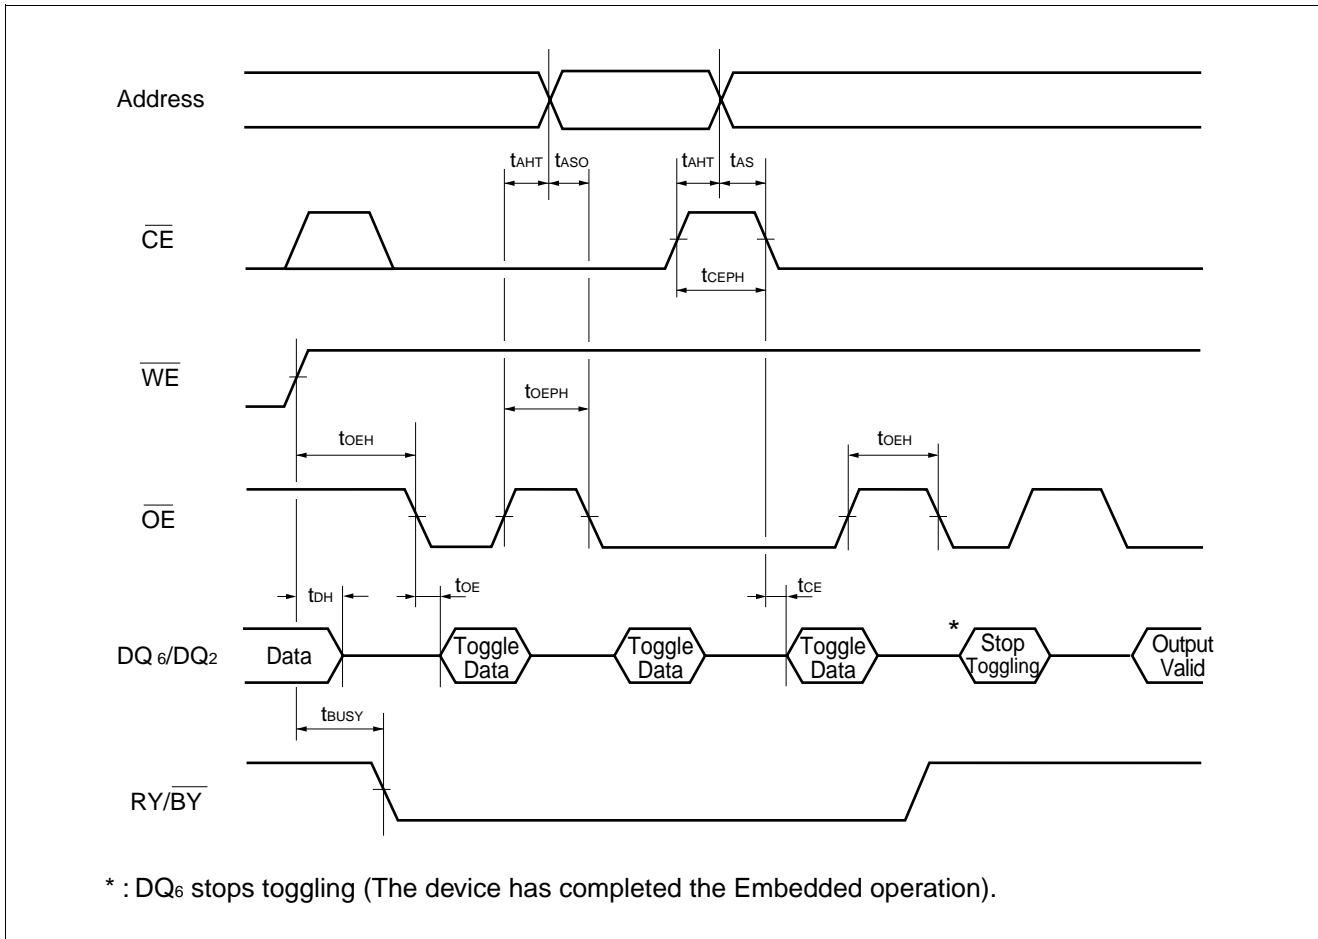 Address
tAHT tASO tAHT tAS
CE
tCEPH
WE
tOEPH
tOEH tOEH
OE
tDH tOE tCE
DQ 6/DQ2 Data Toggle Data Toggle Data Toggle Data * Stop Toggling Output Valid
tBUSY
RY/BY
* : DQ6 stops toggling (The device has completed the Embedded operation).